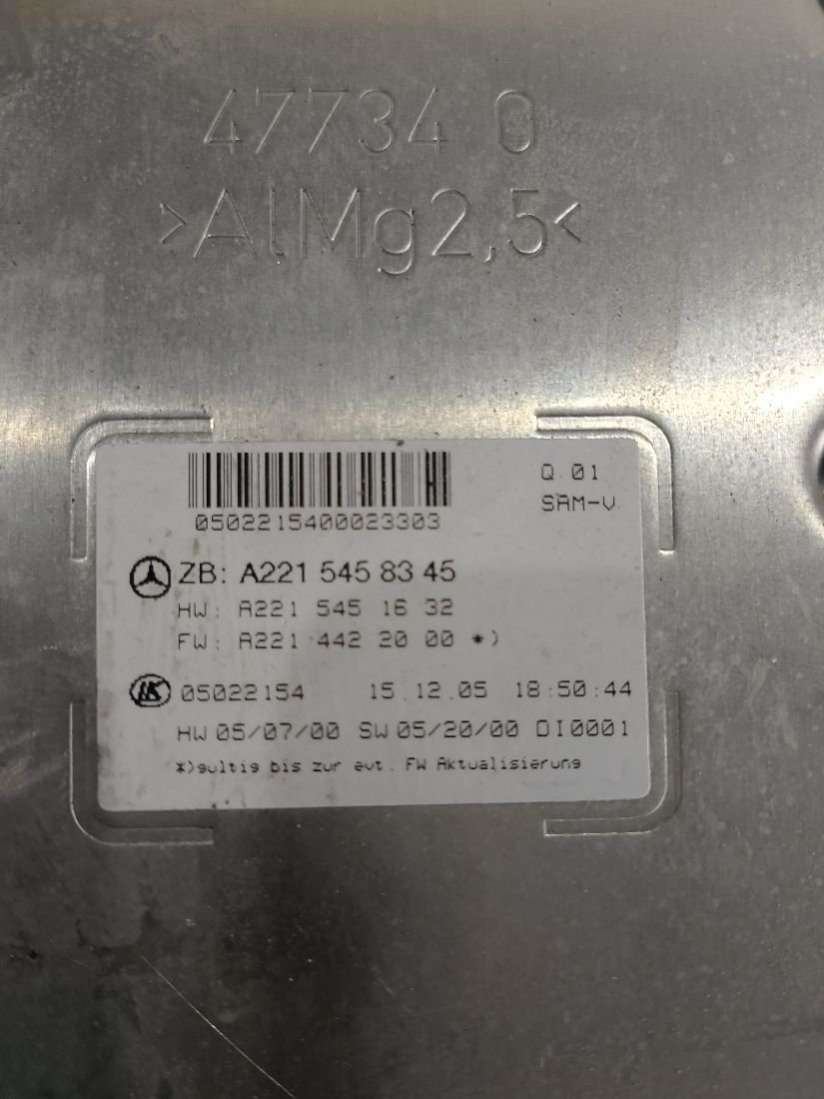 47734 0
>AlMg2,5<
Q 01
SAM-V
0502215400023303
ZB: A221 545 83 45
HW: A221 545 16 32
FW: A221 442 20 00 *)
05022154 15.12.05 18:50:44
HW 05/07/00 SW 05/20/00 DI0001
*)gultig bis zur evt. FW Aktualisierung